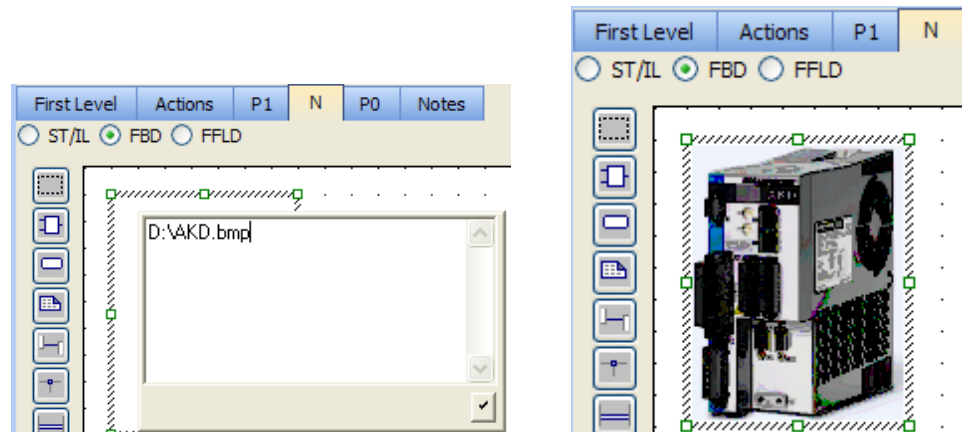 First Level Actions P1 N P0 Notes
ST/IL FBD FFLD
D:\AKD.bmp
First Level Actions P1 N
ST/IL FBD FFLD
AKD